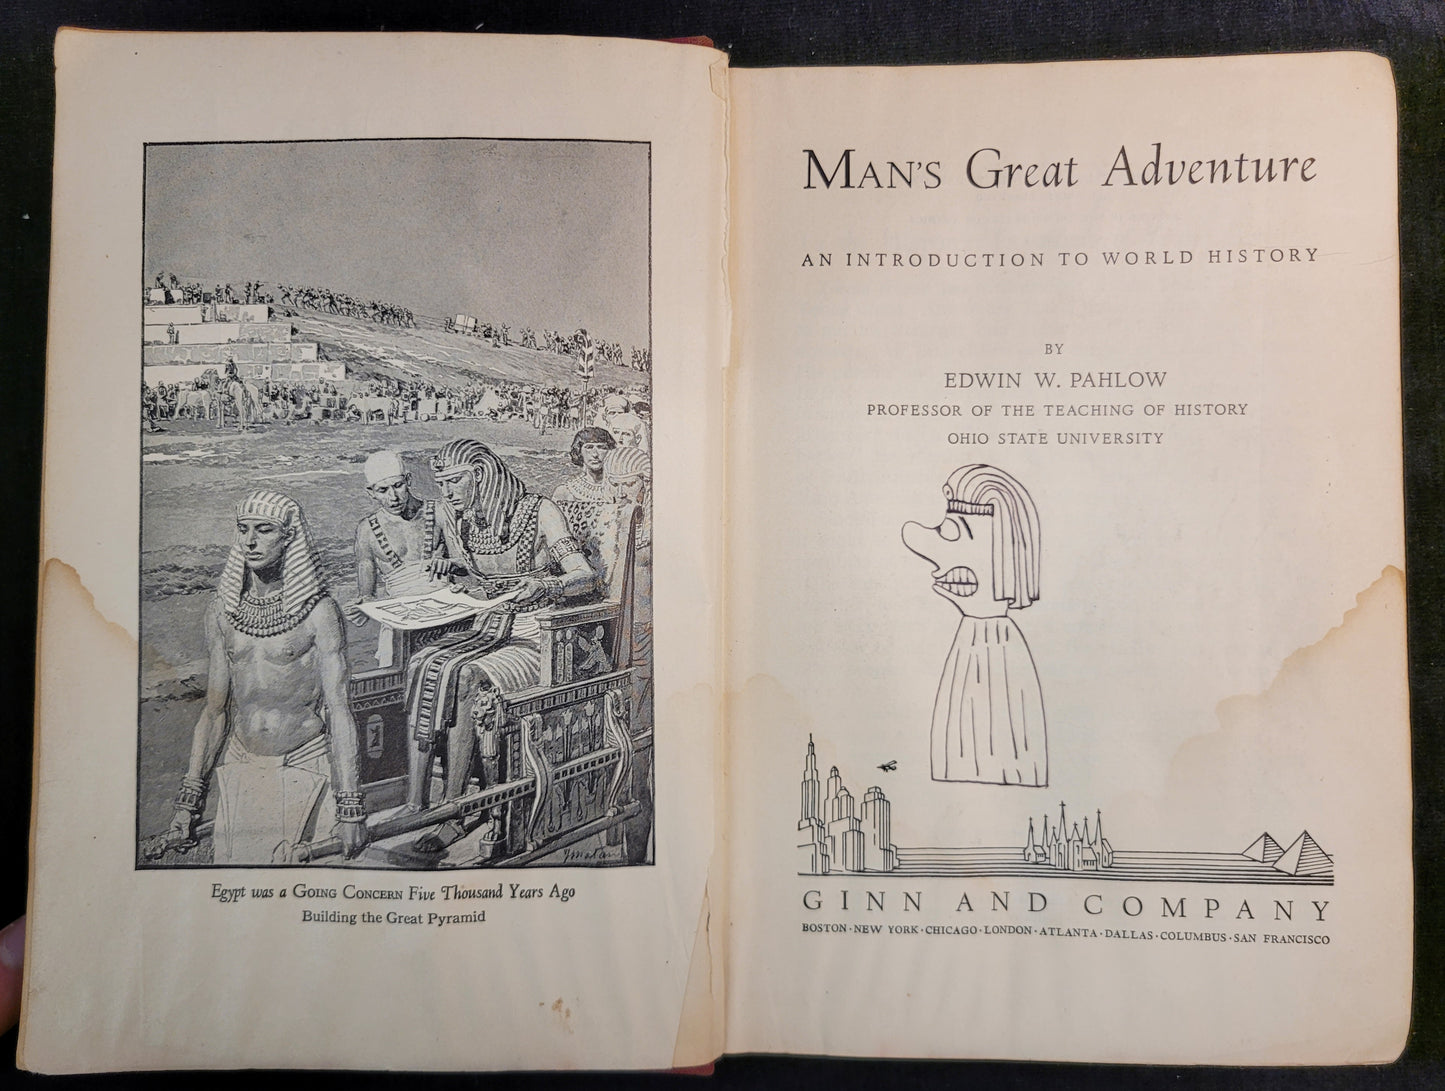 Egypt was a GOING CONCERN Five Thousand Years Ago
Building the Great Pyramid
MAN'S Great Adventure
AN INTRODUCTION TO WORLD HISTORY
BY
EDWIN W. PAHLOW
PROFESSOR OF THE TEACHING OF HISTORY
OHIO STATE UNIVERSITY
GINN AND COMPANY
BOSTON · NEW YORK · CHICAGO · LONDON · ATLANTA · DALLAS · COLUMBUS · SAN FRANCISCO